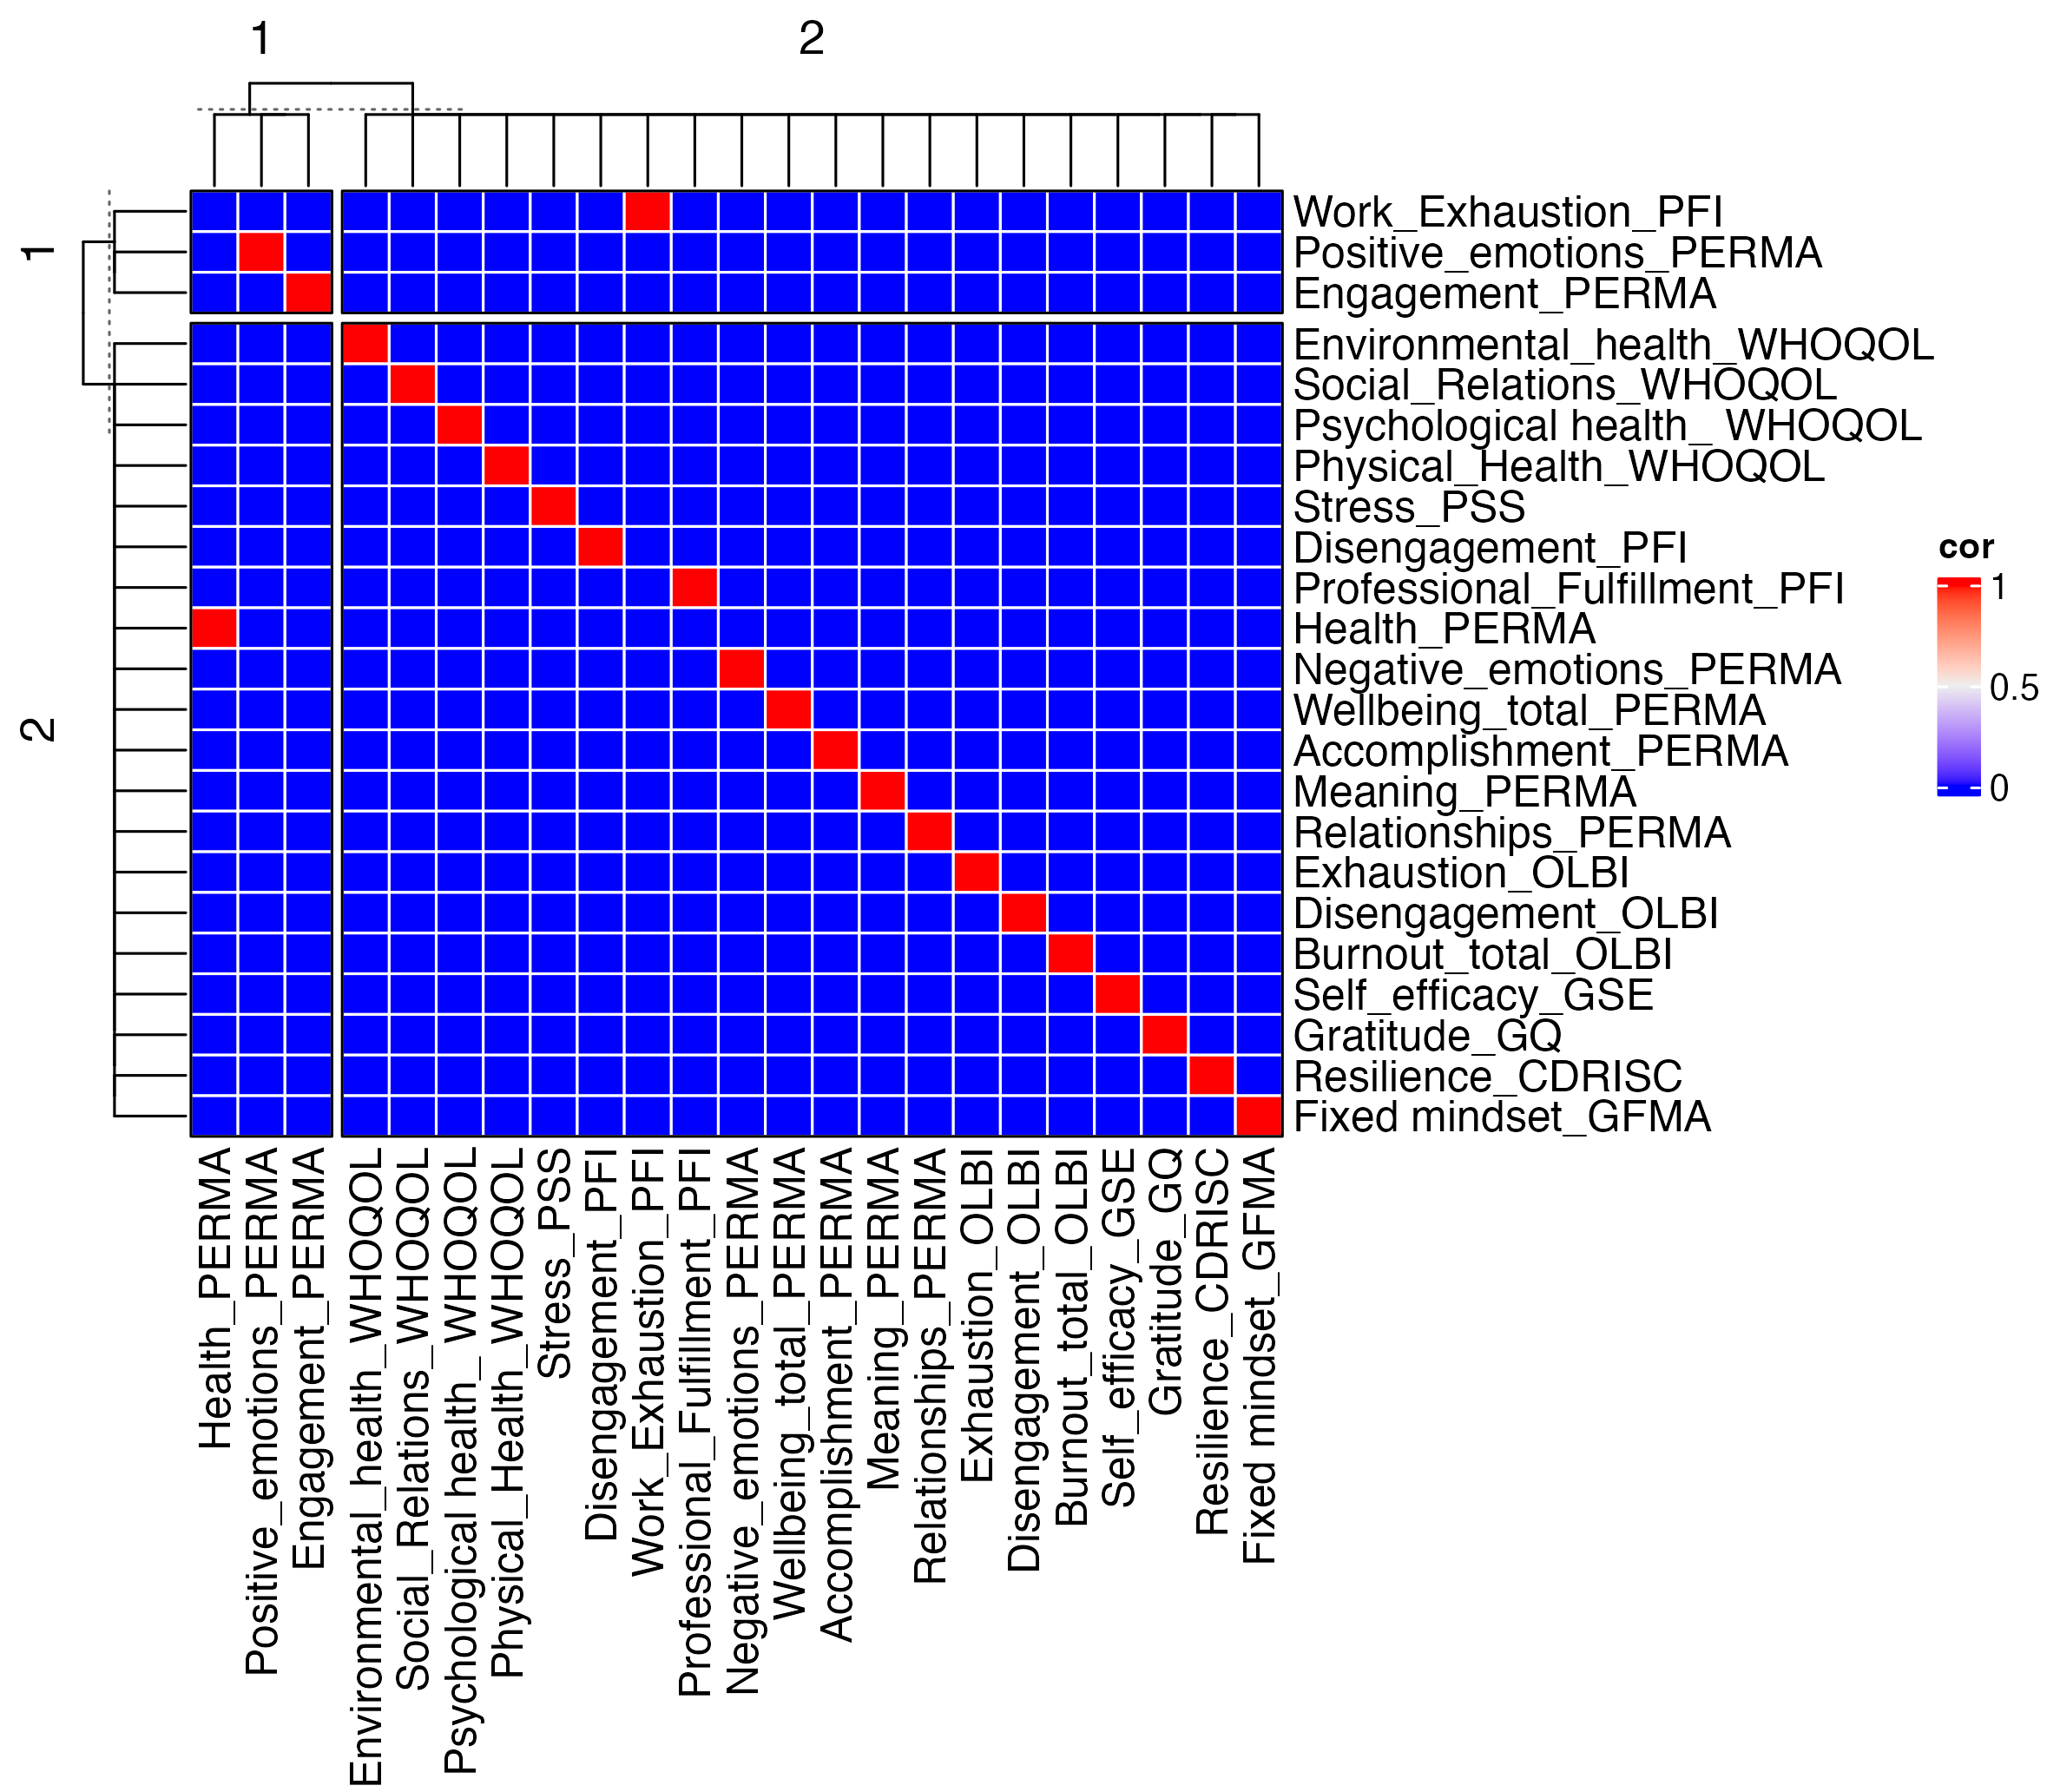 1
2
1
2
Work_Exhaustion_PFI
Positive_emotions_PERMA
Engagement_PERMA
Environmental_health_WHOQOL
Social_Relations_WHOQOL
Psychological health_ WHOQOL
Physical_Health_WHOQOL
Stress_PSS
Disengagement_PFI
Professional_Fulfillment_PFI
Health_PERMA
Negative_emotions_PERMA
Wellbeing_total_PERMA
Accomplishment_PERMA
Meaning_PERMA
Relationships_PERMA
Exhaustion_OLBI
Disengagement_OLBI
Burnout_total_OLBI
Self_efficacy_GSE
Gratitude_GQ
Resilience_CDRISC
Fixed mindset_GFMA
cor
1
0.5
0
Health_PERMA
Positive_emotions_PERMA
Engagement_PERMA
Environmental_health_WHOQOL
Social_Relations_WHOQOL
Psychological health_ WHOQOL
Physical_Health_WHOQOL
Stress_PSS
Disengagement_PFI
Work_Exhaustion_PFI
Professional_Fulfillment_PFI
Negative_emotions_PERMA
Wellbeing_total_PERMA
Accomplishment_PERMA
Meaning_PERMA
Relationships_PERMA
Exhaustion_OLBI
Disengagement_OLBI
Burnout_total_OLBI
Self_efficacy_GSE
Gratitude_GQ
Resilience_CDRISC
Fixed mindset_GFMA